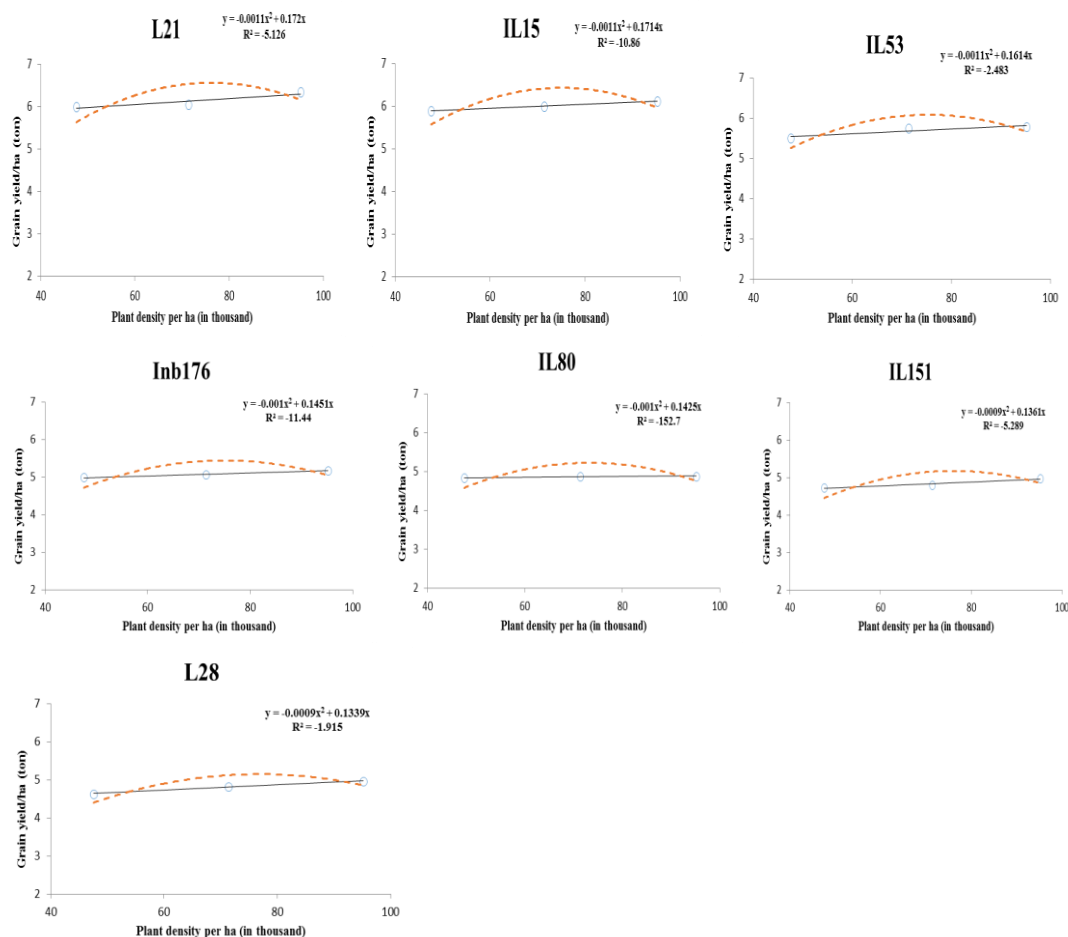 L21
y = -0.0011x² + 0.172x
R² = -5.126
Grain yield/ha (ton)
7
6
5
4
3
2
40
60
80
100
Plant density per ha (in thousand)
IL15
y = -0.0011x² + 0.1714x
R² = -10.86
Grain yield/ha (ton)
7
6
5
4
3
2
40
60
80
100
Plant density per ha (in thousand)
IL53
y = -0.0011x² + 0.1614x
R² = -2.483
Grain yield/ha (ton)
7
6
5
4
3
2
40
60
80
100
Plant density per ha (in thousand)
Inb176
y = -0.001x² + 0.1451x
R² = -11.44
Grain yield/ha (ton)
7
6
5
4
3
2
40
60
80
100
Plant density per ha (in thousand)
IL80
y = -0.001x² + 0.1425x
R² = -152.7
Grain yield/ha (ton)
7
6
5
4
3
2
40
60
80
100
Plant density per ha (in thousand)
IL151
y = -0.0009x² + 0.1361x
R² = -5.289
Grain yield/ha (ton)
7
6
5
4
3
2
40
60
80
100
Plant density per ha (in thousand)
L28
y = -0.0009x² + 0.1339x
R² = -1.915
Grain yield/ha (ton)
7
6
5
4
3
2
40
60
80
100
Plant density per ha (in thousand)